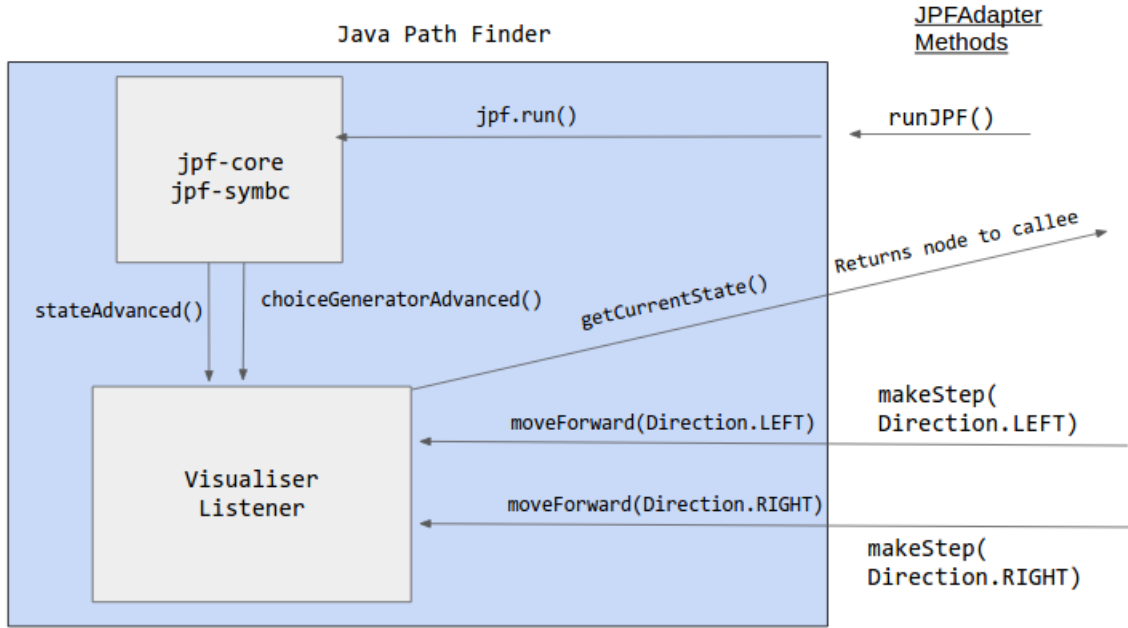 JPFAdapter
Methods
Java Path Finder
jpf.run()
runJPF()
jpf-core
jpf-symbc
Returns node to callee
stateAdvanced()
choiceGeneratorAdvanced()
getCurrentState()
makeStep(
Direction.LEFT)
moveForward(Direction.LEFT)
Visualiser
Listener
moveForward(Direction.RIGHT)
makeStep(
Direction.RIGHT)